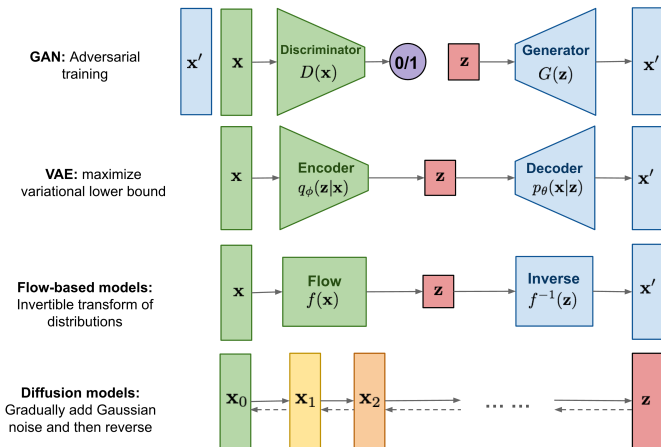 GAN: Adversarial
training
x′
x
Discriminator
D(x)
0/1
z
Generator
G(z)
x′
VAE: maximize
variational lower bound
x
Encoder
qϕ(z|x)
z
Decoder
pθ(x|z)
x′
Flow-based models:
Invertible transform of
distributions
x
Flow
f(x)
z
Inverse
f⁻¹(z)
x′
Diffusion models:
Gradually add Gaussian
noise and then reverse
x₀
x₁
x₂
... ...
z